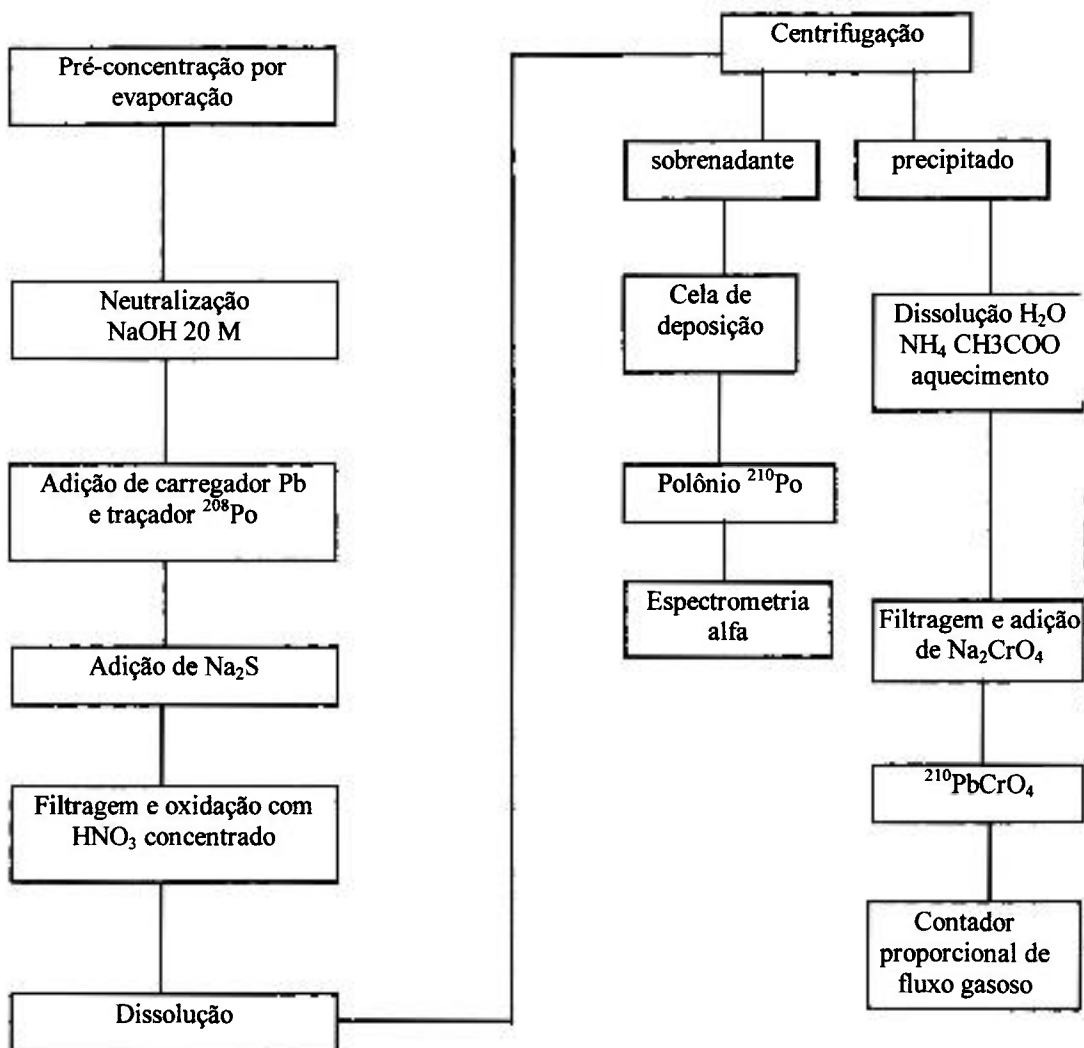 Pré-concentração por
evaporação
Neutralização
NaOH 20 M
Adição de carregador Pb
e traçador ²⁰⁸Po
Adição de Na₂S
Filtragem e oxidação com
HNO₃ concentrado
Dissolução
Centrifugação
sobrenadante
Cela de
deposição
Polônio ²¹⁰Po
Espectrometria
alfa
precipitado
Dissolução H₂O
NH₄ CH3COO
aquecimento
Filtragem e adição
de Na₂CrO₄
²¹⁰PbCrO₄
Contador
proporcional de
fluxo gasoso